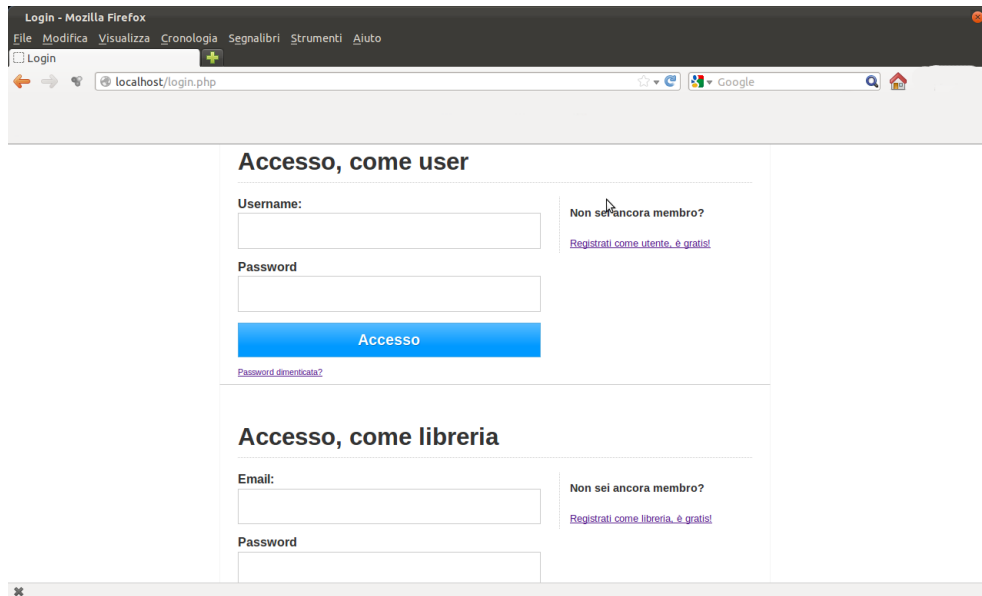 Login - Mozilla Firefox
File Modifica Visualizza Cronologia Segnalibri Strumenti Aiuto
Login
localhost/login.php
Google
Accesso, come user
Username:
Non sei ancora membro?
Registrati come utente, è gratis!
Password
Accesso
Password dimenticata?
Accesso, come libreria
Email:
Non sei ancora membro?
Registrati come libreria, è gratis!
Password